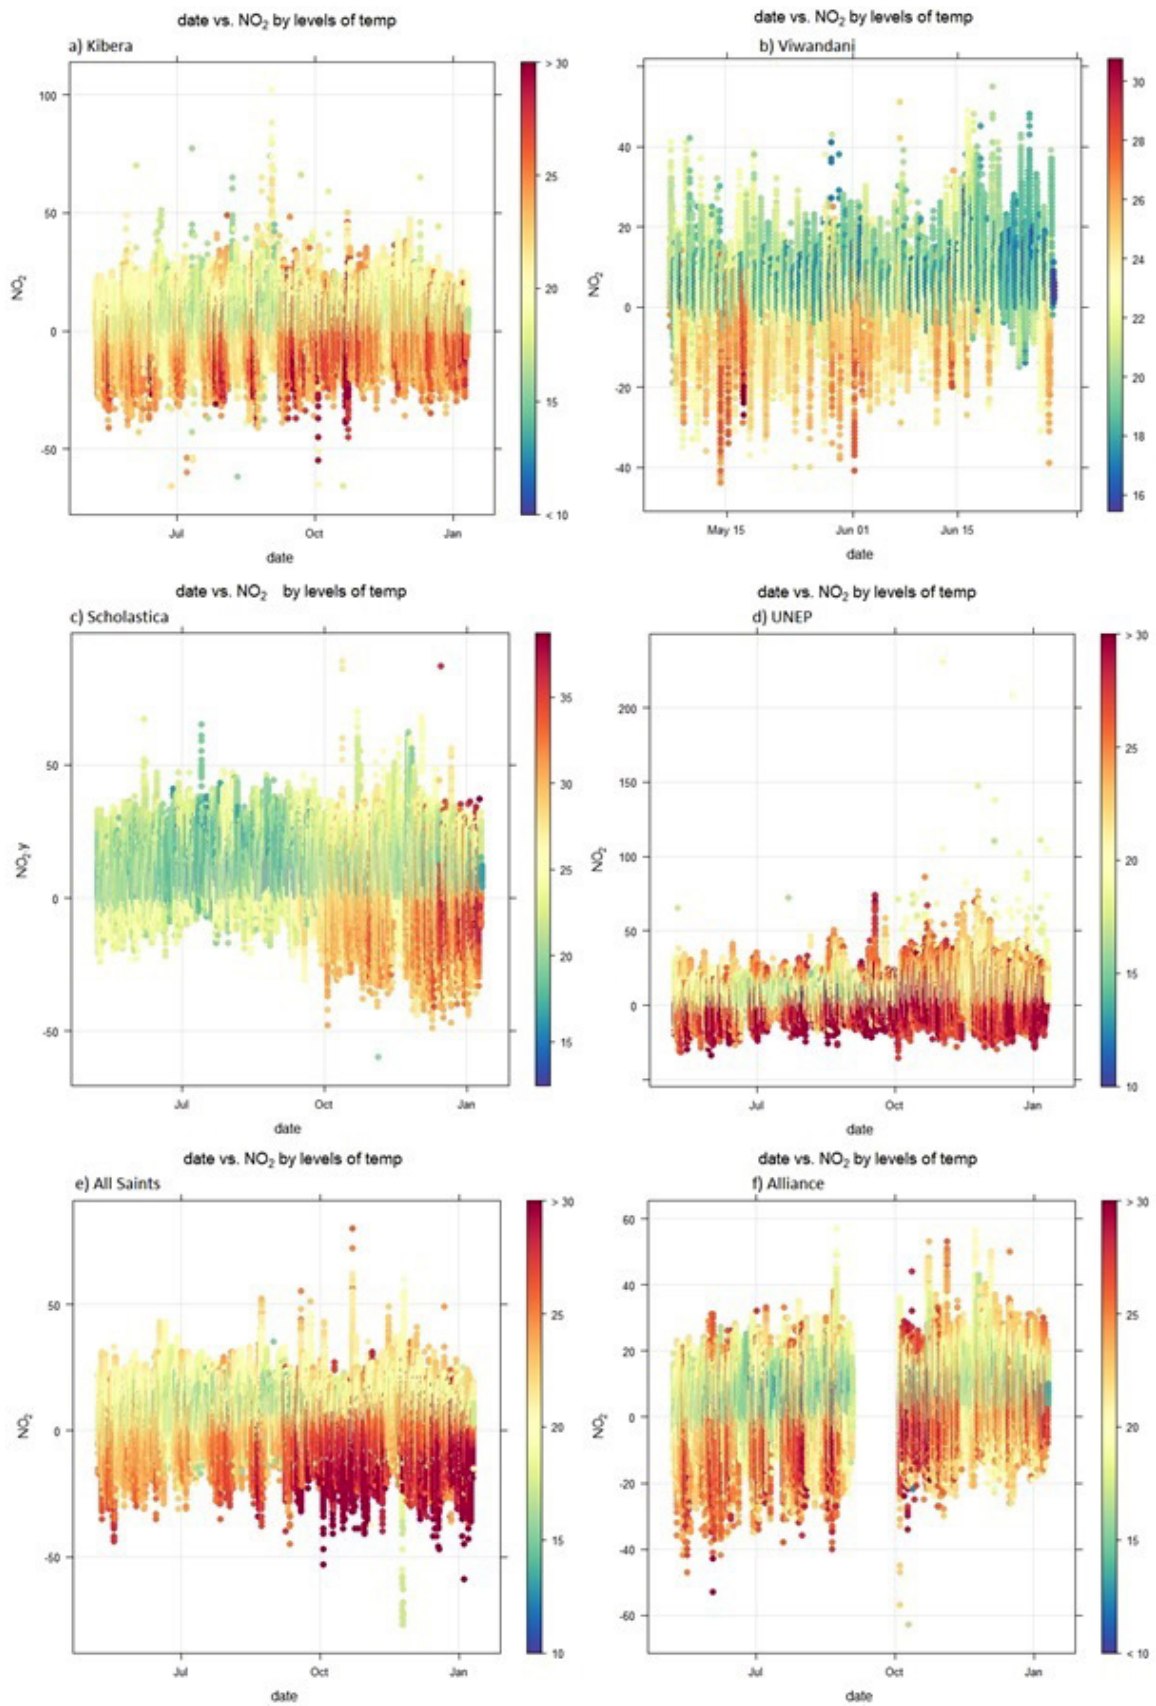 date vs. NO2 by levels of temp
a) Kibera
> 30
100
25
50
NO2
20
0
15
-50
< 10
Jul
Oct
Jan
date
date vs. NO2 by levels of temp
b) Viwandani
30
40
28
20
26
NO2
24
0
22
-20
20
18
-40
16
May 15
Jun 01
Jun 15
date
date vs. NO2 by levels of temp
c) Scholastica
35
50
30
NO2.y
25
0
20
-50
15
Jul
Oct
Jan
date
date vs. NO2 by levels of temp
d) UNEP
> 30
200
25
150
NO2
20
100
50
15
0
10
Jul
Oct
Jan
date
date vs. NO2 by levels of temp
e) All Saints
> 30
50
25
NO2
20
0
15
-50
10
Jul
Oct
Jan
date
date vs. NO2 by levels of temp
f) Alliance
> 30
60
40
25
20
NO2
20
0
-20
15
-40
-60
< 10
Jul
Oct
Jan
date